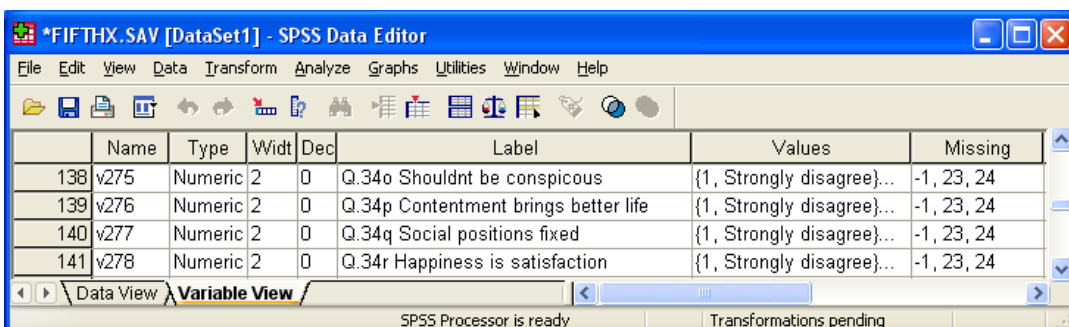 *FIFTHX.SAV [DataSet1] - SPSS Data Editor
File Edit View Data Transform Analyze Graphs Utilities Window Help
Name Type Widt Dec Label Values Missing
138 v275 Numeric 2 0 Q.34o Shouldnt be conspicous {1, Strongly disagree}... -1, 23, 24
139 v276 Numeric 2 0 Q.34p Contentment brings better life {1, Strongly disagree}... -1, 23, 24
140 v277 Numeric 2 0 Q.34q Social positions fixed {1, Strongly disagree}... -1, 23, 24
141 v278 Numeric 2 0 Q.34r Happiness is satisfaction {1, Strongly disagree}... -1, 23, 24
Data View Variable View
SPSS Processor is ready Transformations pending